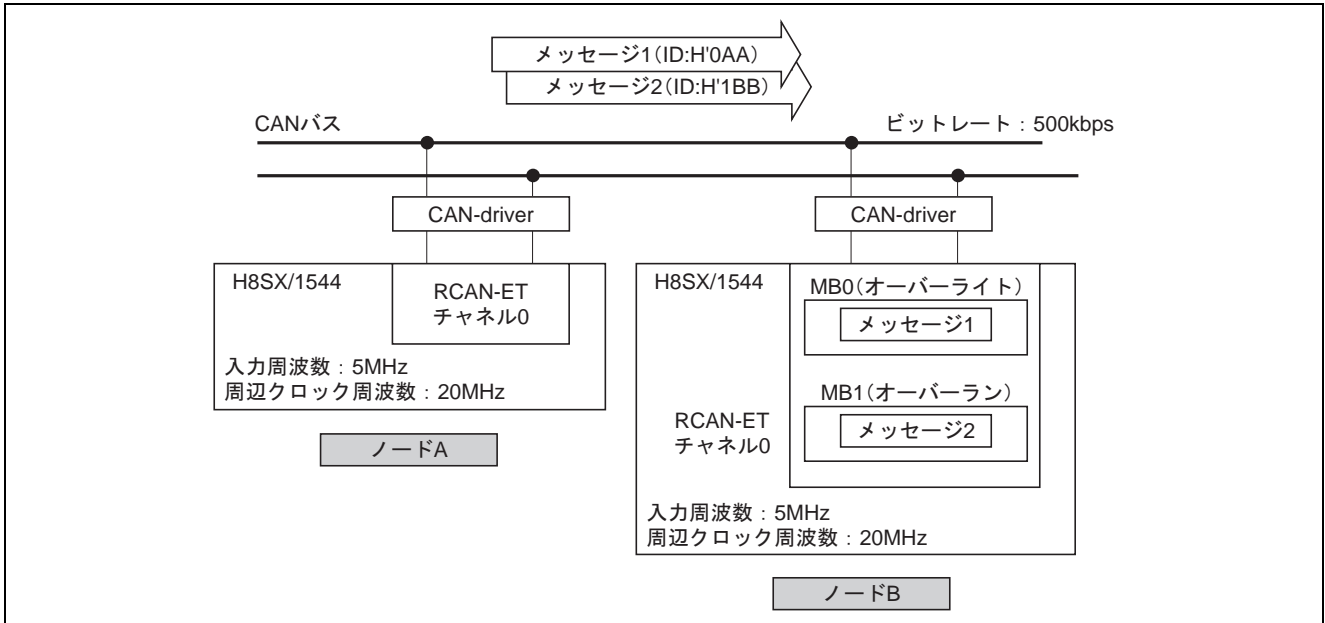 メッセージ1(ID:H'0AA)
メッセージ2(ID:H'1BB)
CANバス
ビットレート:500kbps
CAN-driver
CAN-driver
H8SX/1544
RCAN-ET
チャネル0
入力周波数:5MHz
周辺クロック周波数:20MHz
ノードA
H8SX/1544
MB0(オーバーライト)
メッセージ1
MB1(オーバーラン)
メッセージ2
RCAN-ET
チャネル0
入力周波数:5MHz
周辺クロック周波数:20MHz
ノードB